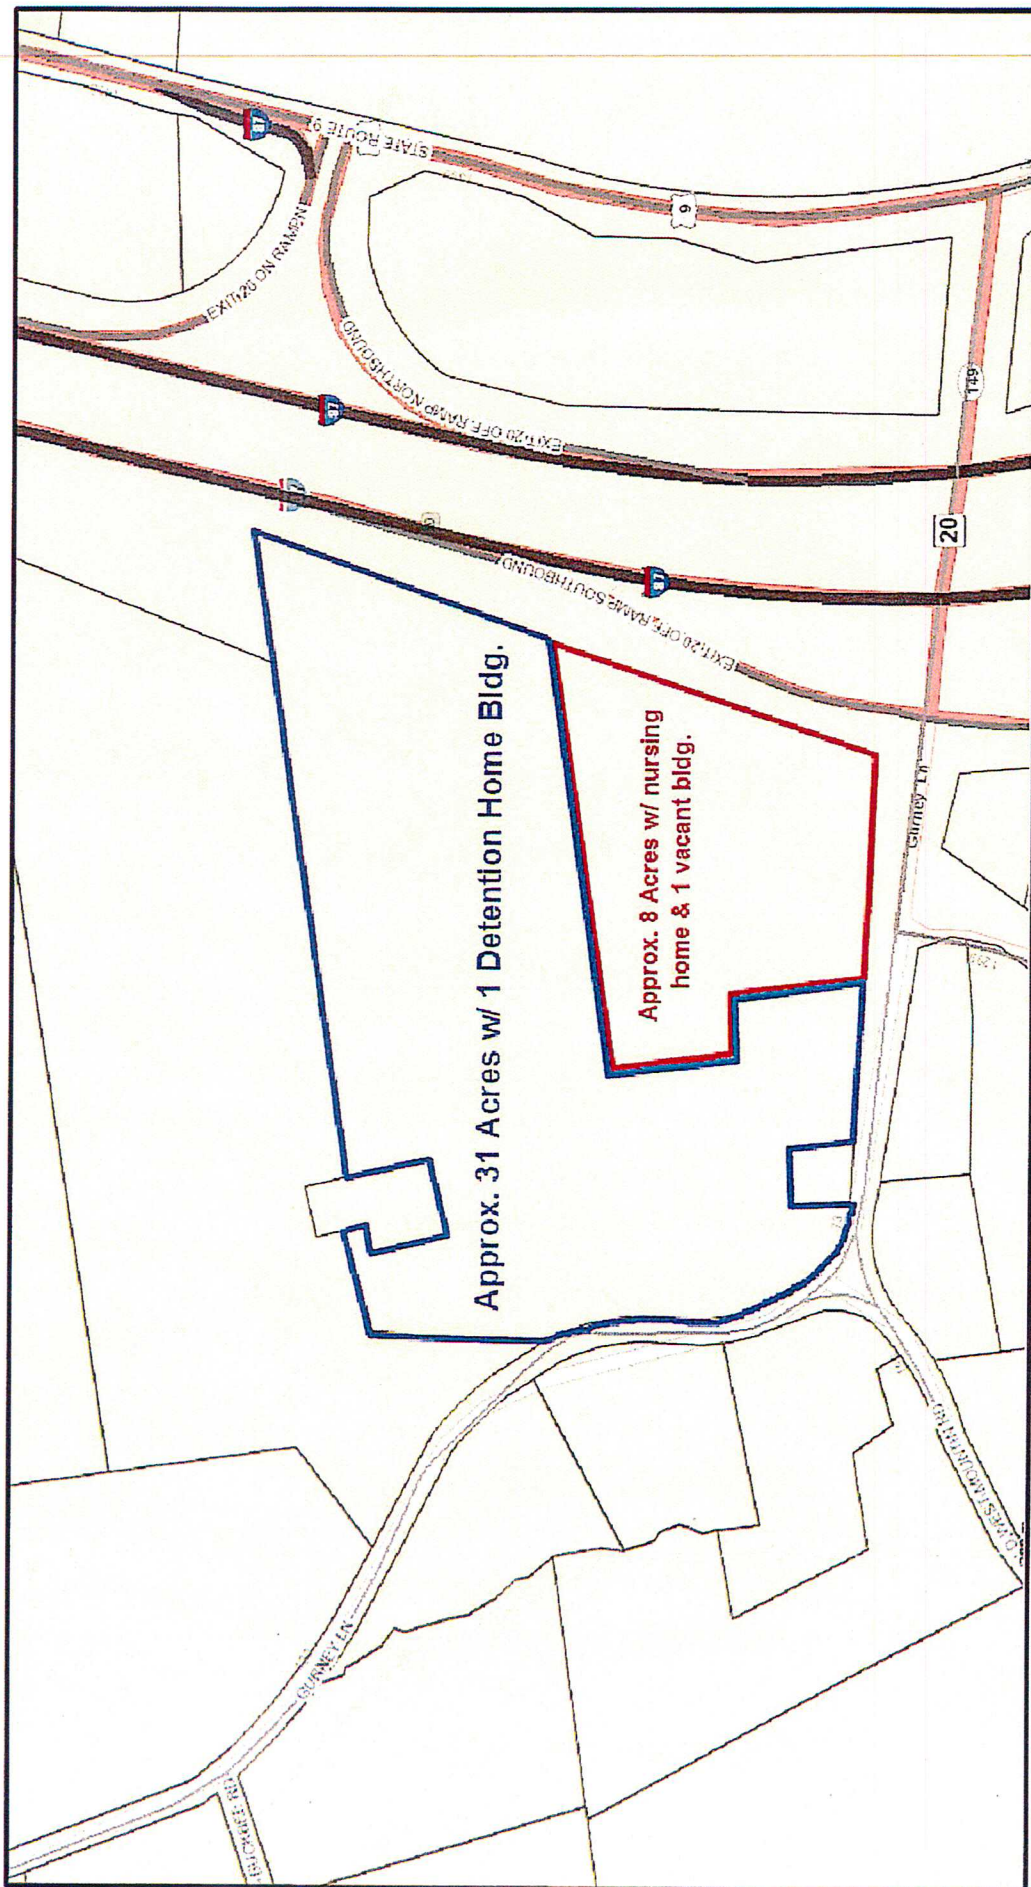 Approx. 31 Acres w/ 1 Detention Home Bldg.
Approx. 8 Acres w/ nursing
home & 1 vacant bldg.
STATE ROUTE 9
9
EXIT 20 ON RAMP N
EXIT 20 OFF RAMP NORTHBOUND
EXIT 20 OFF RAMP SOUTHBOUND
149
20
Gurney Ln
GURNEY LN